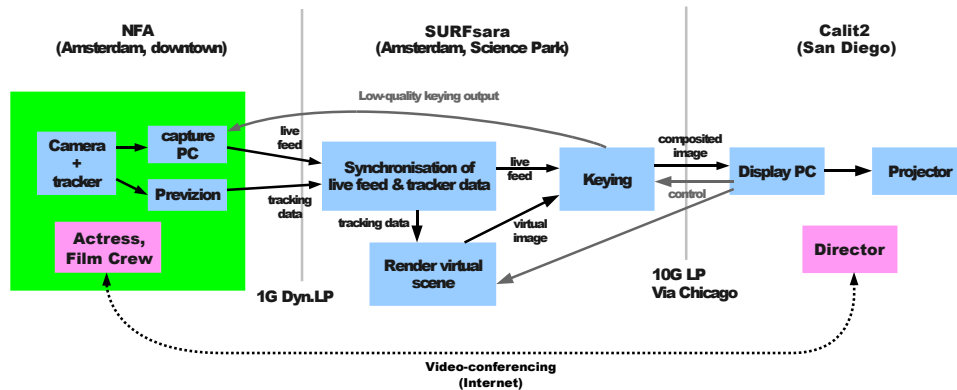 NFA
(Amsterdam, downtown)
SURFsara
(Amsterdam, Science Park)
Calit2
(San Diego)
Low-quality keying output
Camera
+
tracker
capture
PC
Previzion
live
feed
tracking
data
Synchronisation of
live feed & tracker data
live
feed
Keying
composited
image
control
Display PC
Projector
tracking data
virtual
image
Render virtual
scene
Actress,
Film Crew
Director
1G Dyn.LP
10G LP
Via Chicago
Video-conferencing
(Internet)